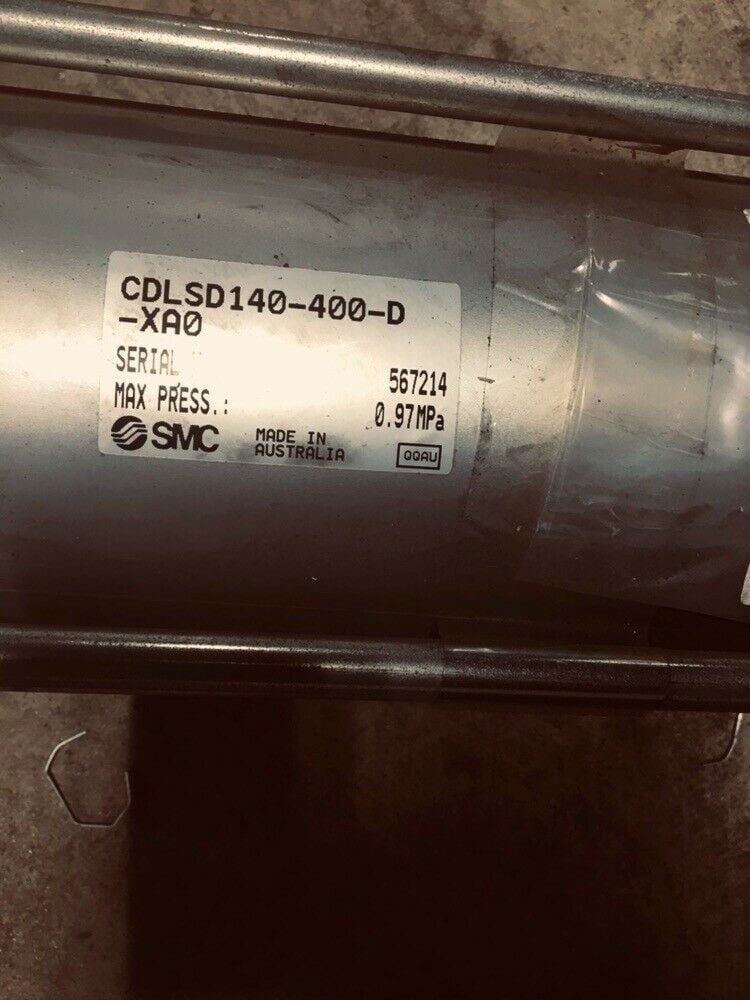 CDLSD140-400-D
-XA0
SERIAL 567214
MAX PRESS.: 0.97MPa
SMC MADE IN
AUSTRALIA
QQAU